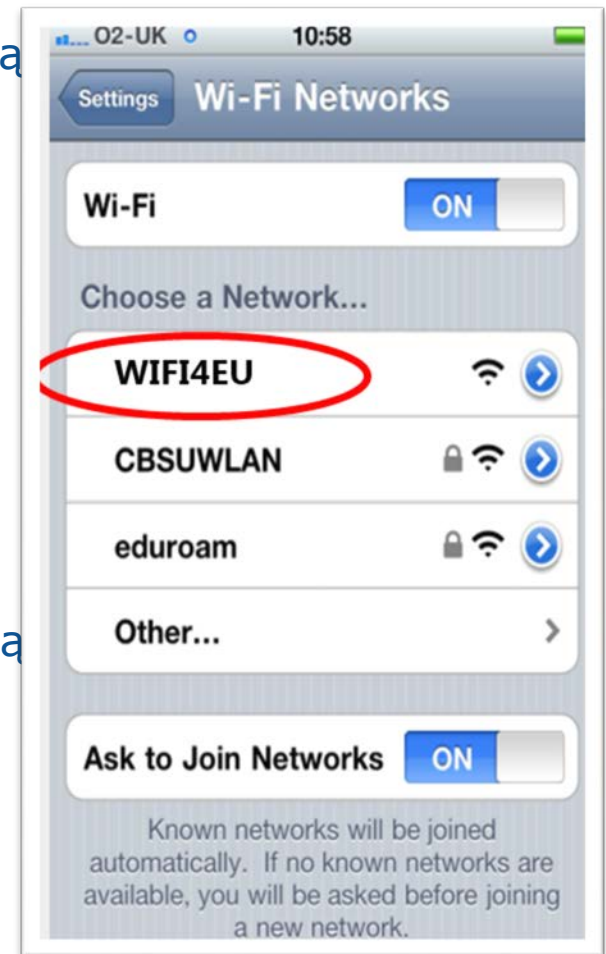 ą
O2-UK 10:58
Settings Wi-Fi Networks
Wi-Fi ON
Choose a Network...
WIFI4EU
CBSUWLAN
eduroam
Other...
ą
Ask to Join Networks ON
Known networks will be joined
automatically. If no known networks are
available, you will be asked before joining
a new network.